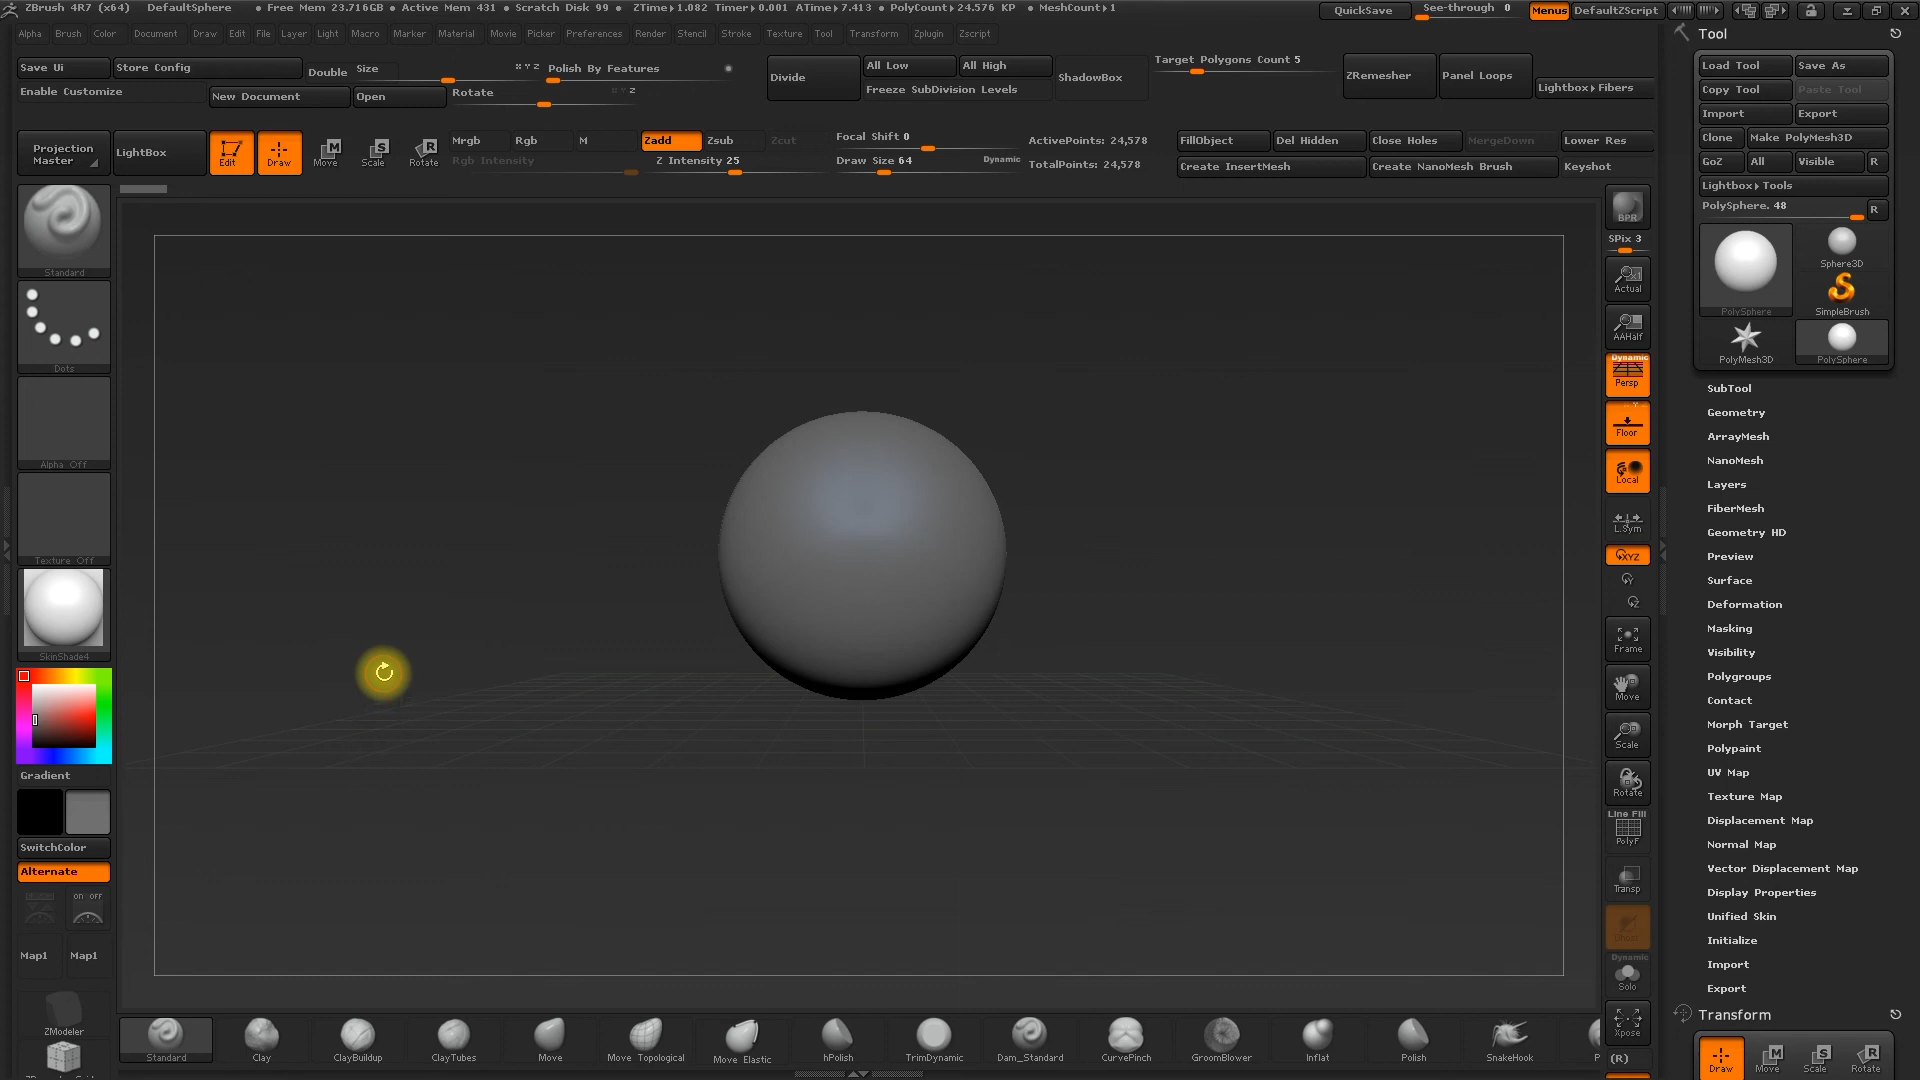 ZBrush 4R7 (x64) DefaultSphere • Free Mem 23.716GB • Active Mem 431 • Scratch Disk 99 • ZTime▸1.082 Timer▸0.001 ATime▸7.413 • PolyCount▸24.576 KP • MeshCount▸1 QuickSave See-through 0 Menus DefaultZScript
Alpha Brush Color Document Draw Edit File Layer Light Macro Marker Material Movie Picker Preferences Render Stencil Stroke Texture Tool Transform Zplugin Zscript
Save Ui Store Config Double Size X Y Z Polish By Features
Enable Customize New Document Open Rotate
Divide All Low All High ShadowBox Target Polygons Count 5 ZRemesher Panel Loops
Freeze SubDivision Levels Lightbox▸Fibers
Projection Master LightBox Edit Draw Move Scale Rotate
Mrgb Rgb M Zadd Zsub Zcut Focal Shift 0 ActivePoints: 24,578 FillObject Del Hidden Close Holes MergeDown Lower Res
Rgb Intensity Z Intensity 25 Draw Size 64 Dynamic TotalPoints: 24,578 Create InsertMesh Create NanoMesh Brush Keyshot
Standard
Dots
Alpha Off
Texture Off
SkinShade4
Gradient
SwitchColor
Alternate
ON OFF
Map1 Map1
ZModeler
BPR
SPix 3
Actual
AAHalf
Dynamic
Persp
Floor
Local
L.Sym
XYZ
Y
Z
Frame
Move
Scale
Rotate
Line Fill
PolyF
Transp
Ghost
Dynamic
Solo
Xpose
(R)
Standard Clay ClayBuildup ClayTubes Move Move Topological Move Elastic hPolish TrimDynamic Dam_Standard CurvePinch GroomBlower Inflat Polish SnakeHook
Tool
Load Tool Save As
Copy Tool Paste Tool
Import Export
Clone Make PolyMesh3D
GoZ All Visible R
Lightbox▸Tools
PolySphere. 48 R
PolySphere
Sphere3D
SimpleBrush
PolyMesh3D PolySphere
SubTool
Geometry
ArrayMesh
NanoMesh
Layers
FiberMesh
Geometry HD
Preview
Surface
Deformation
Masking
Visibility
Polygroups
Contact
Morph Target
Polypaint
UV Map
Texture Map
Displacement Map
Normal Map
Vector Displacement Map
Display Properties
Unified Skin
Initialize
Import
Export
Transform
Draw Move Scale Rotate